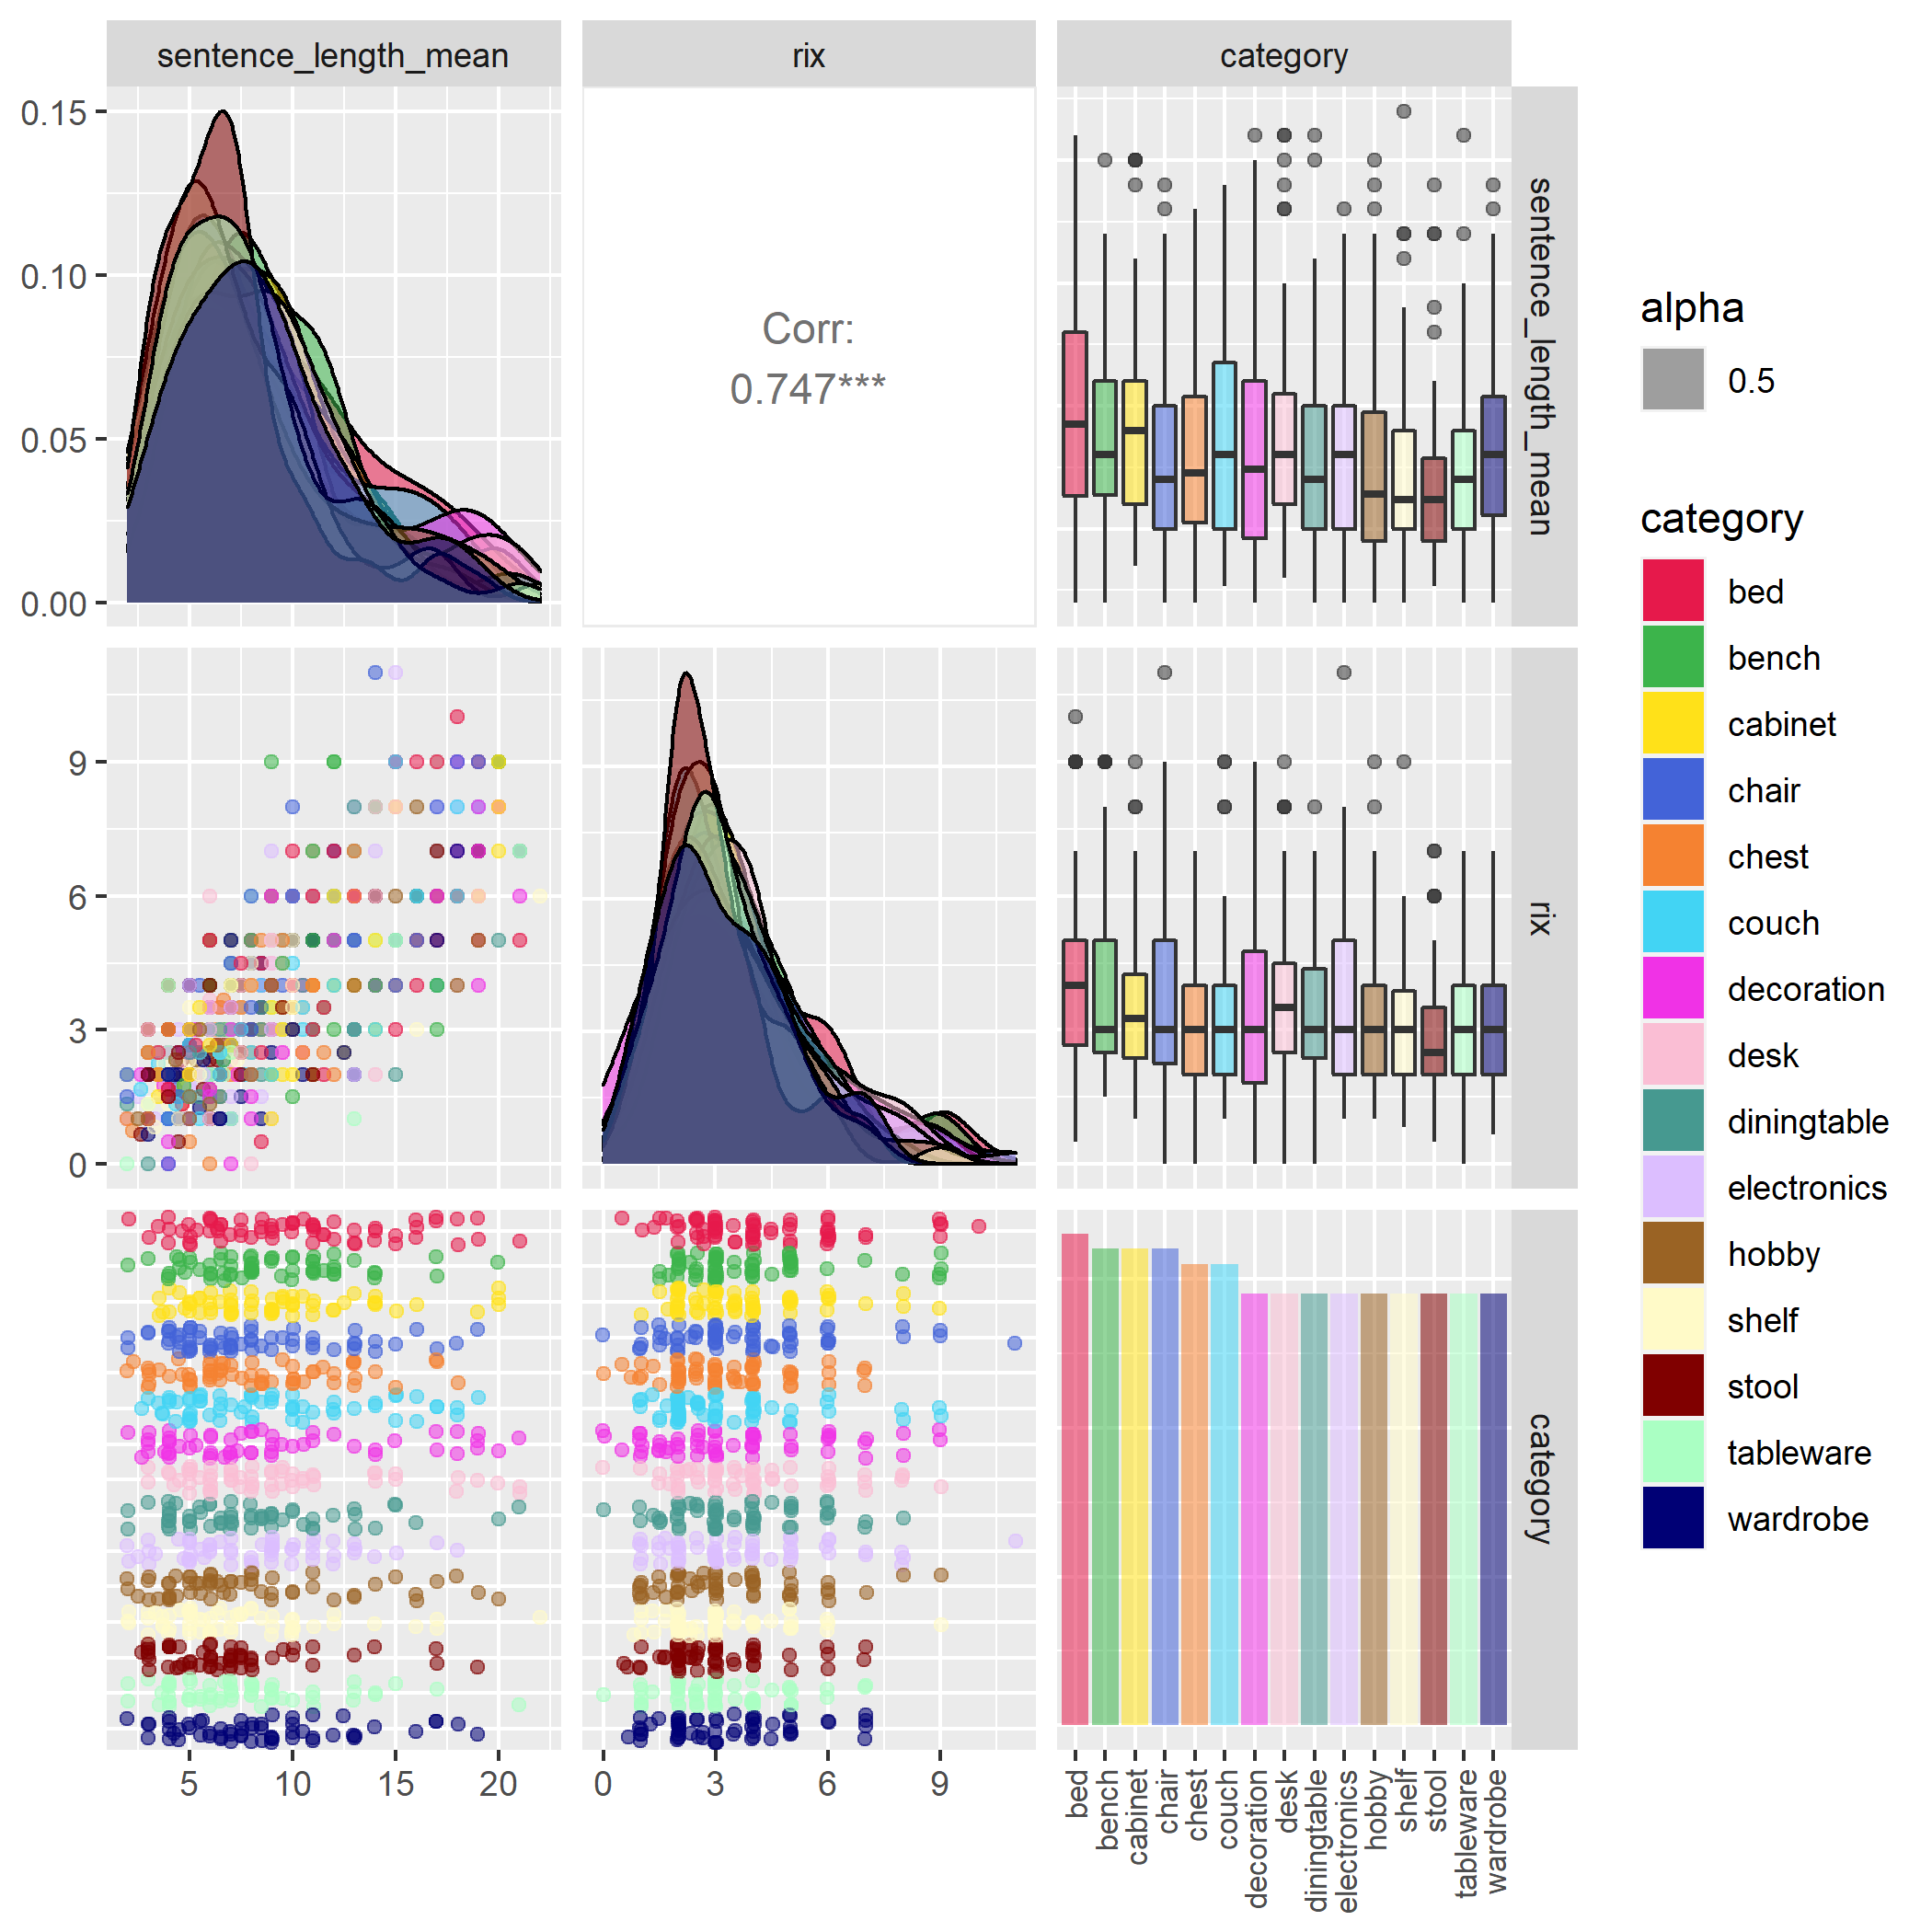 sentence_length_mean
rix
category
0.15
0.10
0.05
0.00
Corr:
0.747***
sentence_length_mean
9
6
3
0
rix
category
5
10
15
20
0
3
6
9
bed
bench
cabinet
chair
chest
couch
decoration
desk
diningtable
electronics
hobby
shelf
stool
tableware
wardrobe
alpha
0.5
category
bed
bench
cabinet
chair
chest
couch
decoration
desk
diningtable
electronics
hobby
shelf
stool
tableware
wardrobe